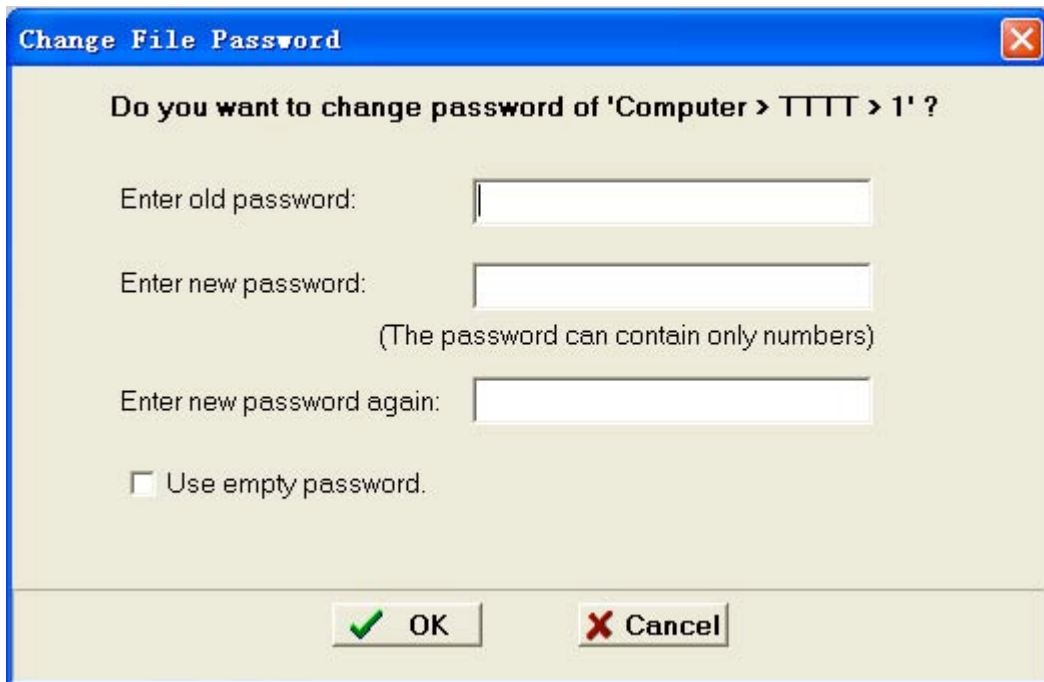 Change File Password
Do you want to change password of 'Computer > TTTT > 1' ?
Enter old password:
Enter new password:
(The password can contain only numbers)
Enter new password again:
Use empty password.
OK
Cancel